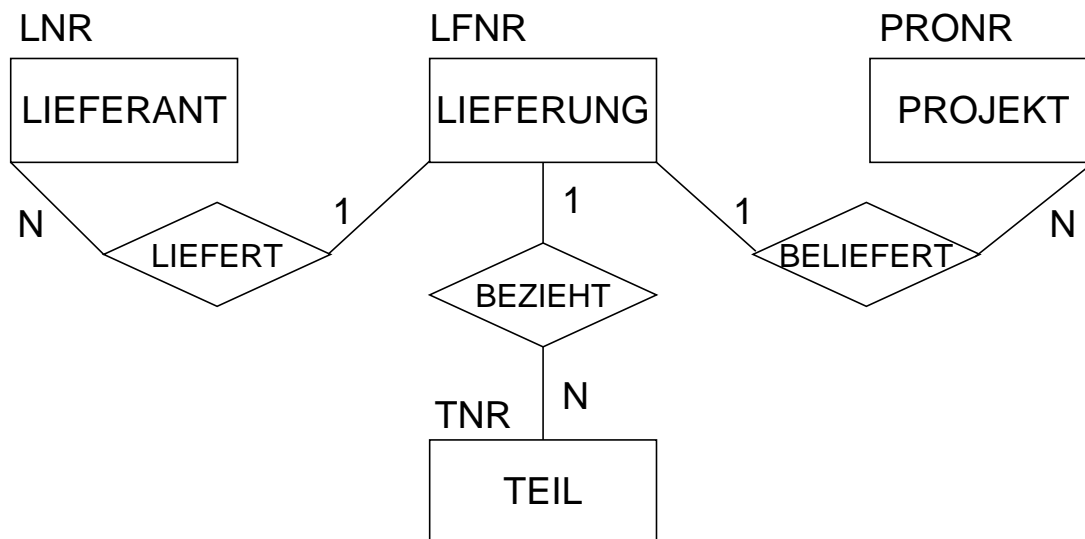 LNR
LFNR
PRONR
LIEFERANT
LIEFERUNG
PROJEKT
N
1
1
1
N
LIEFERT
BEZIEHT
BELIEFERT
N
TNR
TEIL